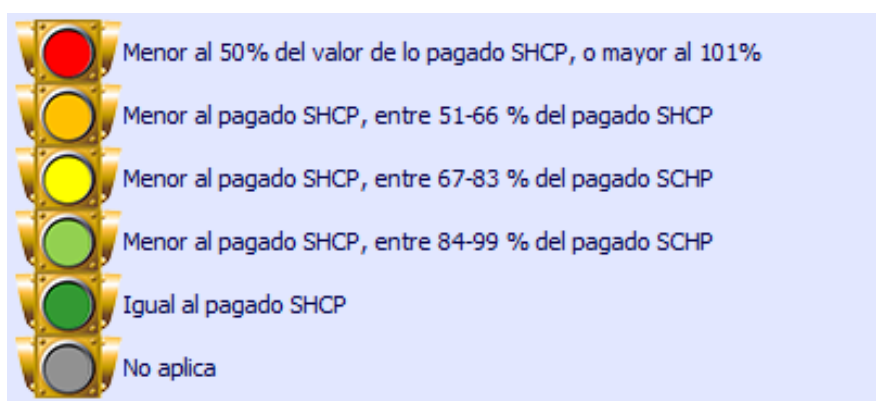 Menor al 50% del valor de lo pagado SHCP, o mayor al 101%
Menor al pagado SHCP, entre 51-66 % del pagado SHCP
Menor al pagado SHCP, entre 67-83 % del pagado SCHP
Menor al pagado SHCP, entre 84-99 % del pagado SCHP
Igual al pagado SHCP
No aplica